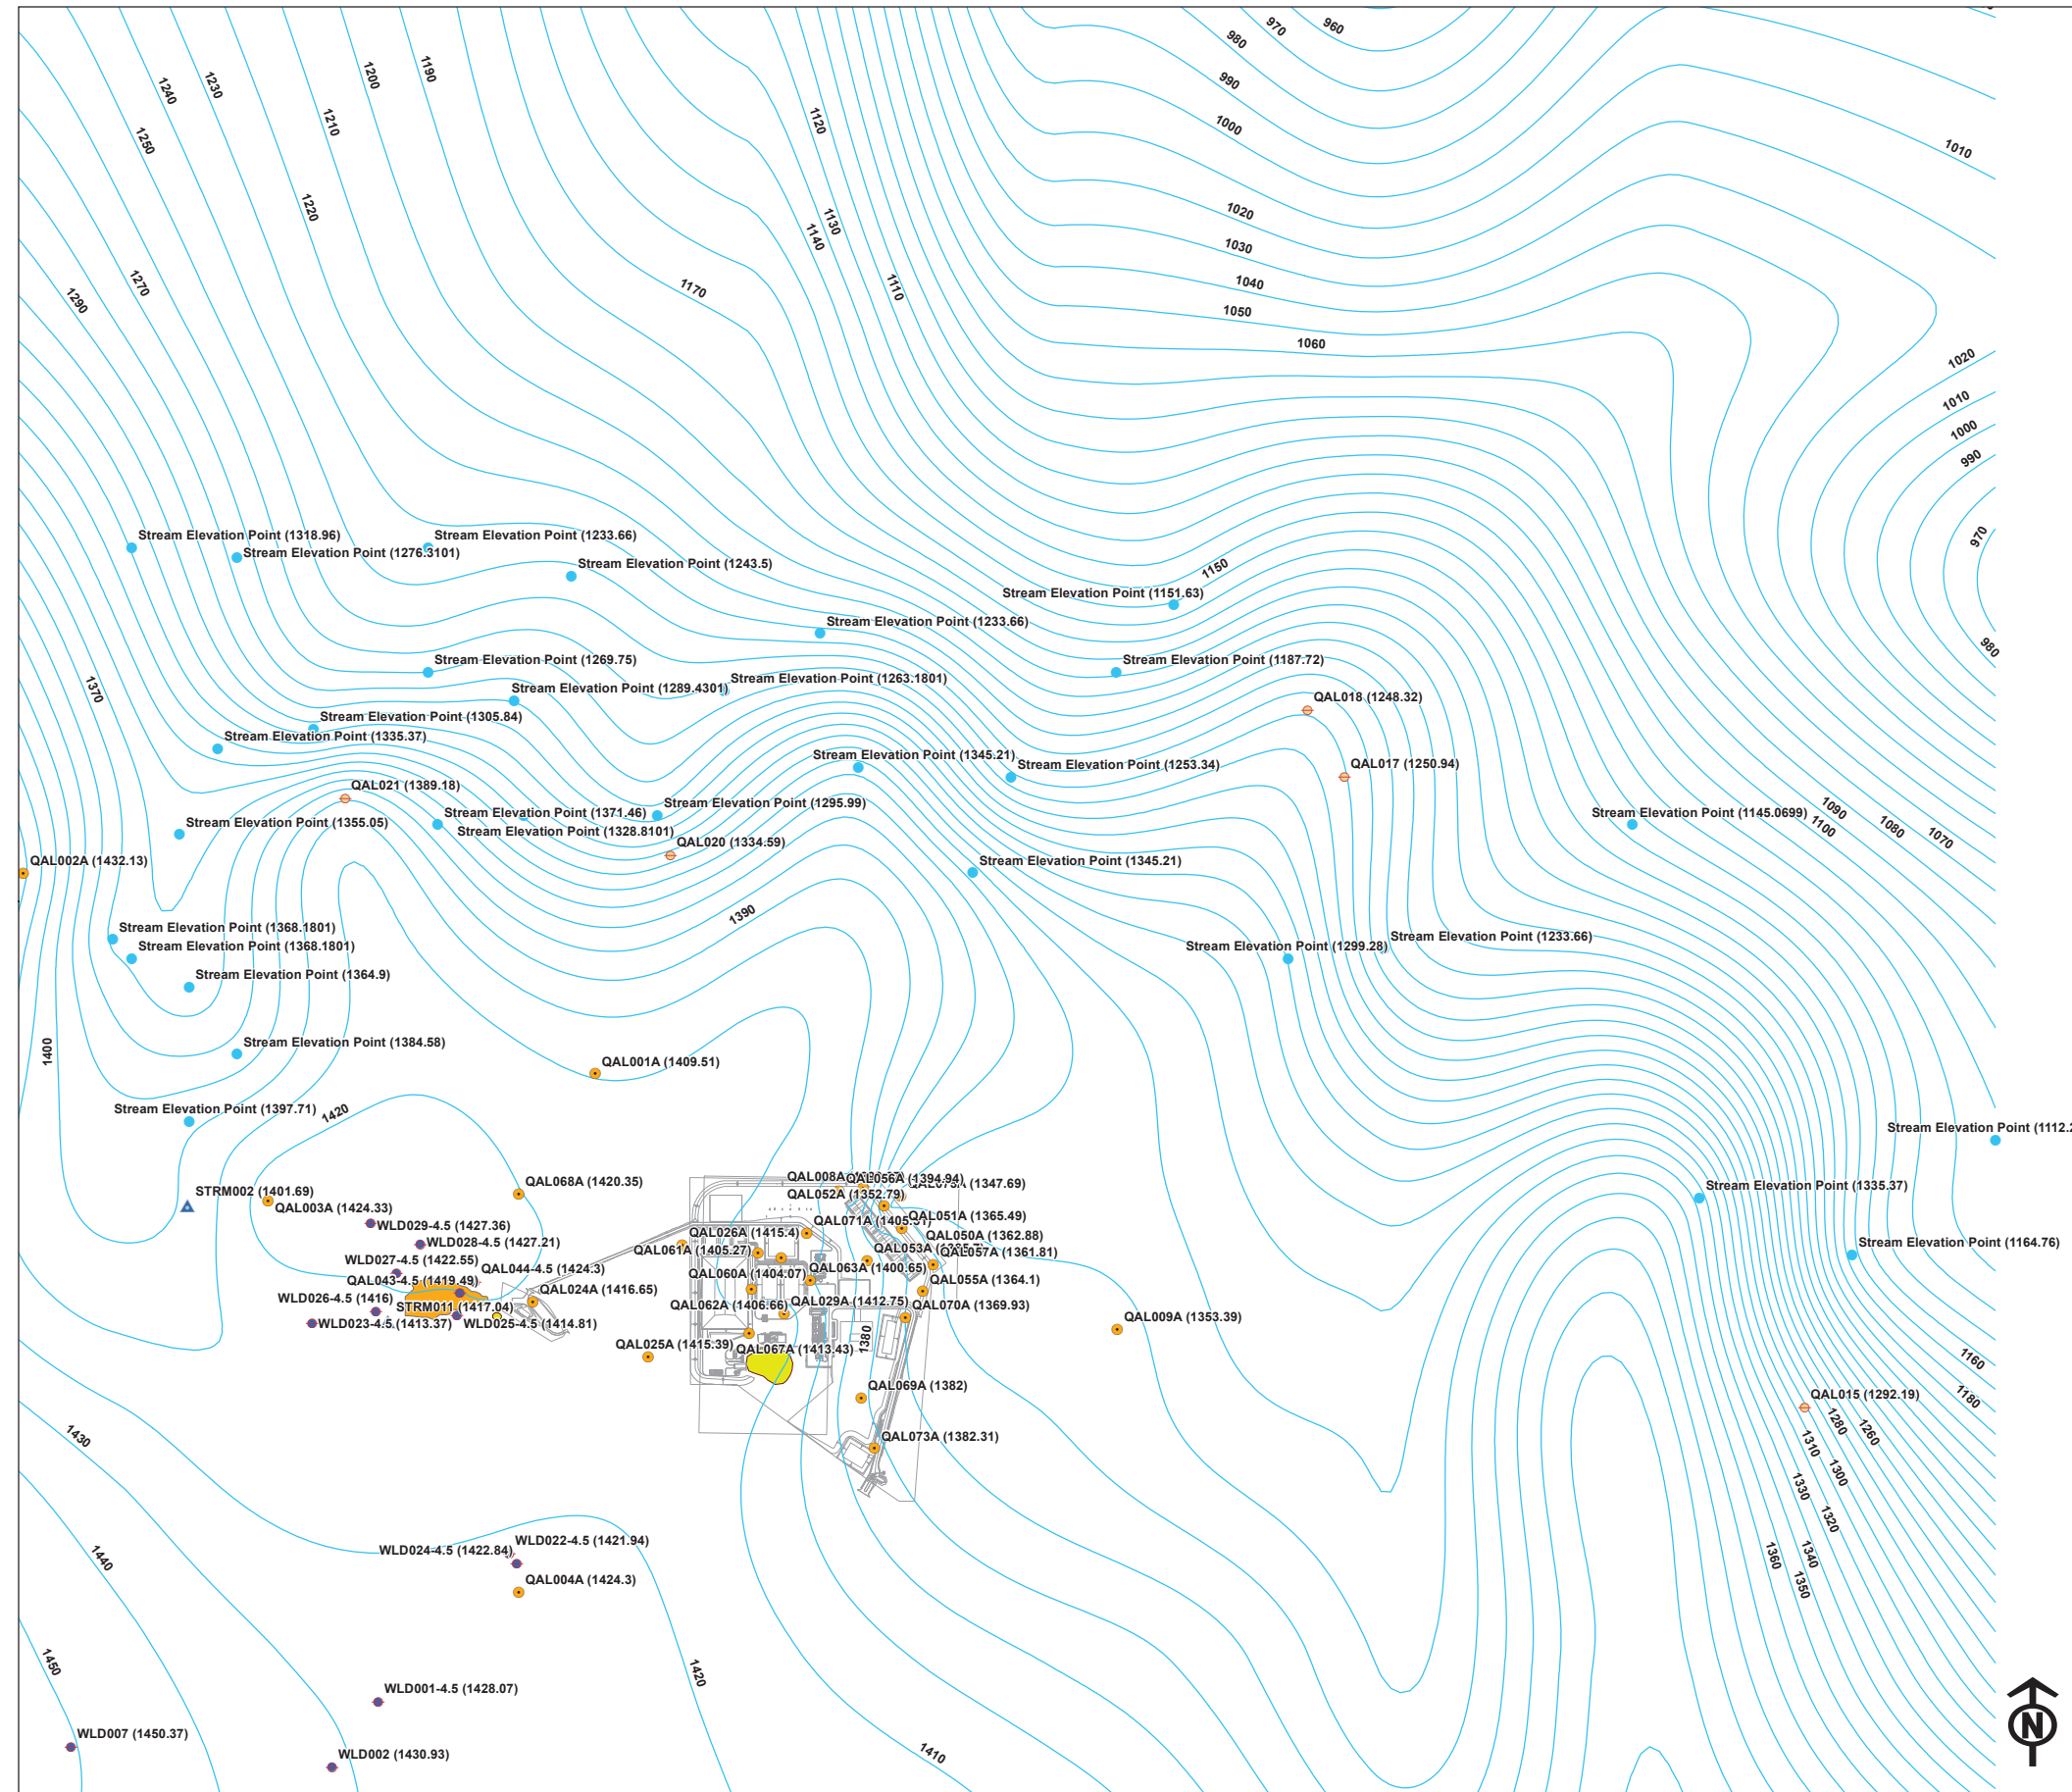 960
970
980
1190
1200
1230
1240
990
1210
1120
1000
1250
1010
1220
1020
1130
1140
1030
1270
1040
1110
1170
1290
1050
1060
1020
1010
1000
990
970
Stream Elevation Point (1318.96)
Stream Elevation Point (1233.66)
Stream Elevation Point (1276.3101)
Stream Elevation Point (1243.5)
1150
Stream Elevation Point (1151.63)
Stream Elevation Point (1233.66)
980
Stream Elevation Point (1269.75)
Stream Elevation Point (1187.72)
Stream Elevation Point (1263.1801)
1370
Stream Elevation Point (1289.4301)
QAL018 (1248.32)
Stream Elevation Point (1305.84)
Stream Elevation Point (1335.37)
Stream Elevation Point (1345.21)
Stream Elevation Point (1253.34)
QAL017 (1250.94)
QAL021 (1389.18)
Stream Elevation Point (1295.99)
1090
Stream Elevation Point (1371.46)
Stream Elevation Point (1145.0699)
Stream Elevation Point (1355.05)
1100
1080
Stream Elevation Point (1328.8101)
1070
QAL020 (1334.59)
QAL002A (1432.13)
Stream Elevation Point (1345.21)
1390
Stream Elevation Point (1368.1801)
Stream Elevation Point (1233.66)
Stream Elevation Point (1368.1801)
Stream Elevation Point (1299.28)
Stream Elevation Point (1364.9)
Stream Elevation Point (1384.58)
1400
QAL001A (1409.51)
Stream Elevation Point (1397.71)
1420
Stream Elevation Point (1112.2
QAL068A (1420.35)
QAL008A
QAL056A (1394.94)
1347.69)
STRM002 (1401.69)
QAL052A (1352.79)
Stream Elevation Point (1335.37)
QAL003A (1424.33)
QAL051A (1365.49)
WLD029-4.5 (1427.36)
QAL071A (1405.31)
QAL026A (1415.4)
QAL050A (1362.88)
WLD028-4.5 (1427.21)
Stream Elevation Point (1164.76)
QAL061A (1405.27)
QAL053A
QAL057A (1361.81)
WLD027-4.5 (1422.55)
QAL044-4.5 (1424.3)
QAL063A (1400.65)
QAL060A (1404.07)
QAL043-4.5 (1419.49)
QAL055A (1364.1)
QAL024A (1416.65)
WLD026-4.5 (1416)
STRM011 (1417.04)
QAL062A (1406.66)
QAL029A (1412.75)
QAL070A (1369.93)
QAL009A (1353.39)
WLD023-4.5 (1413.37)
WLD025-4.5 (1414.81)
1380
QAL025A (1415.39)
QAL067A (1413.43)
1160
QAL069A (1382)
QAL015 (1292.19)
1180
1280
1260
1430
QAL073A (1382.31)
1310
1300
1330
1320
WLD022-4.5 (1421.94)
WLD024-4.5 (1422.84)
1440
1360
1340
QAL004A (1424.3)
1350
1450
1420
WLD001-4.5 (1428.07)
WLD007 (1450.37)
N
WLD002 (1430.93)
1410